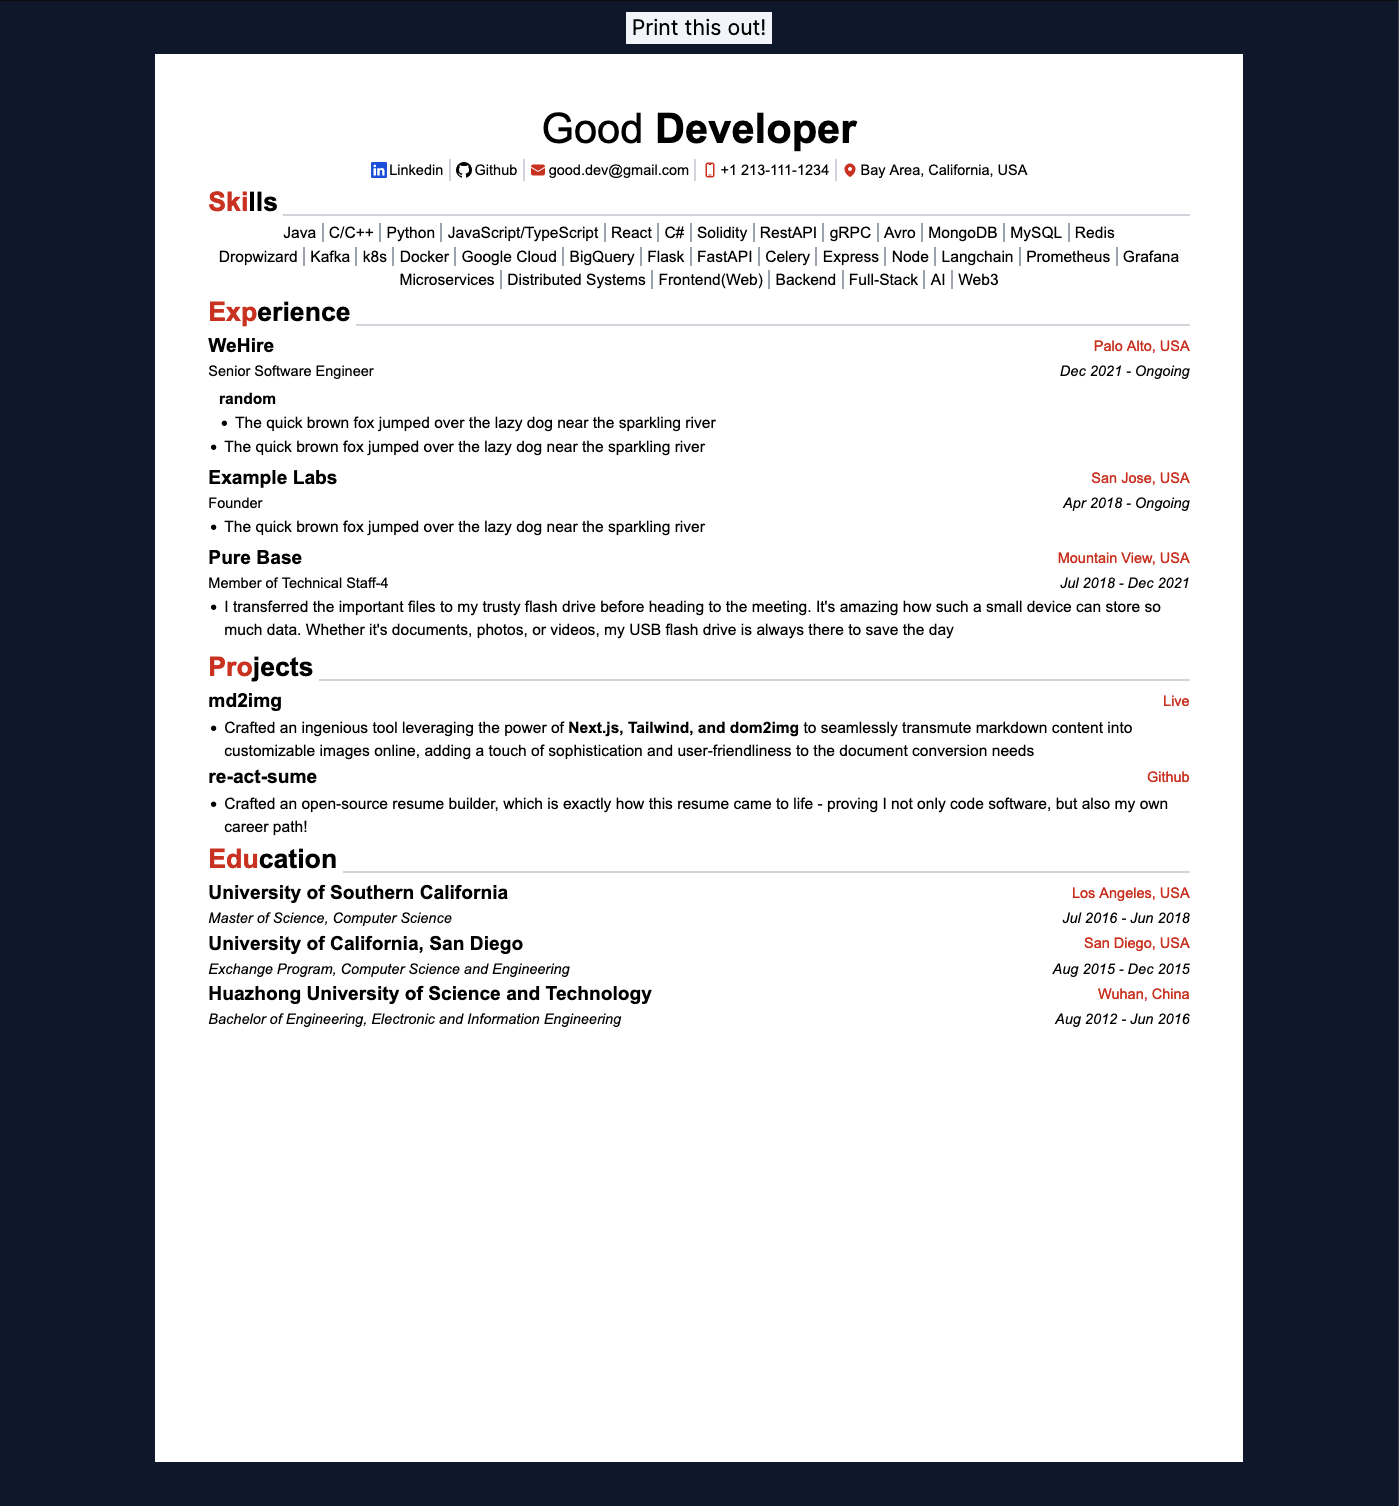 Print this out!
Good Developer
Linkedin | Github | good.dev@gmail.com | +1 213-111-1234 | Bay Area, California, USA
Skills
Java | C/C++ | Python | JavaScript/TypeScript | React | C# | Solidity | RestAPI | gRPC | Avro | MongoDB | MySQL | Redis
Dropwizard | Kafka | k8s | Docker | Google Cloud | BigQuery | Flask | FastAPI | Celery | Express | Node | Langchain | Prometheus | Grafana
Microservices | Distributed Systems | Frontend(Web) | Backend | Full-Stack | AI | Web3
Experience
WeHire Palo Alto, USA
Senior Software Engineer Dec 2021 - Ongoing
random
• The quick brown fox jumped over the lazy dog near the sparkling river
• The quick brown fox jumped over the lazy dog near the sparkling river
Example Labs San Jose, USA
Founder Apr 2018 - Ongoing
• The quick brown fox jumped over the lazy dog near the sparkling river
Pure Base Mountain View, USA
Member of Technical Staff-4 Jul 2018 - Dec 2021
• I transferred the important files to my trusty flash drive before heading to the meeting. It's amazing how such a small device can store so
much data. Whether it's documents, photos, or videos, my USB flash drive is always there to save the day
Projects
md2img Live
• Crafted an ingenious tool leveraging the power of Next.js, Tailwind, and dom2img to seamlessly transmute markdown content into
customizable images online, adding a touch of sophistication and user-friendliness to the document conversion needs
re-act-sume Github
• Crafted an open-source resume builder, which is exactly how this resume came to life - proving I not only code software, but also my own
career path!
Education
University of Southern California Los Angeles, USA
Master of Science, Computer Science Jul 2016 - Jun 2018
University of California, San Diego San Diego, USA
Exchange Program, Computer Science and Engineering Aug 2015 - Dec 2015
Huazhong University of Science and Technology Wuhan, China
Bachelor of Engineering, Electronic and Information Engineering Aug 2012 - Jun 2016